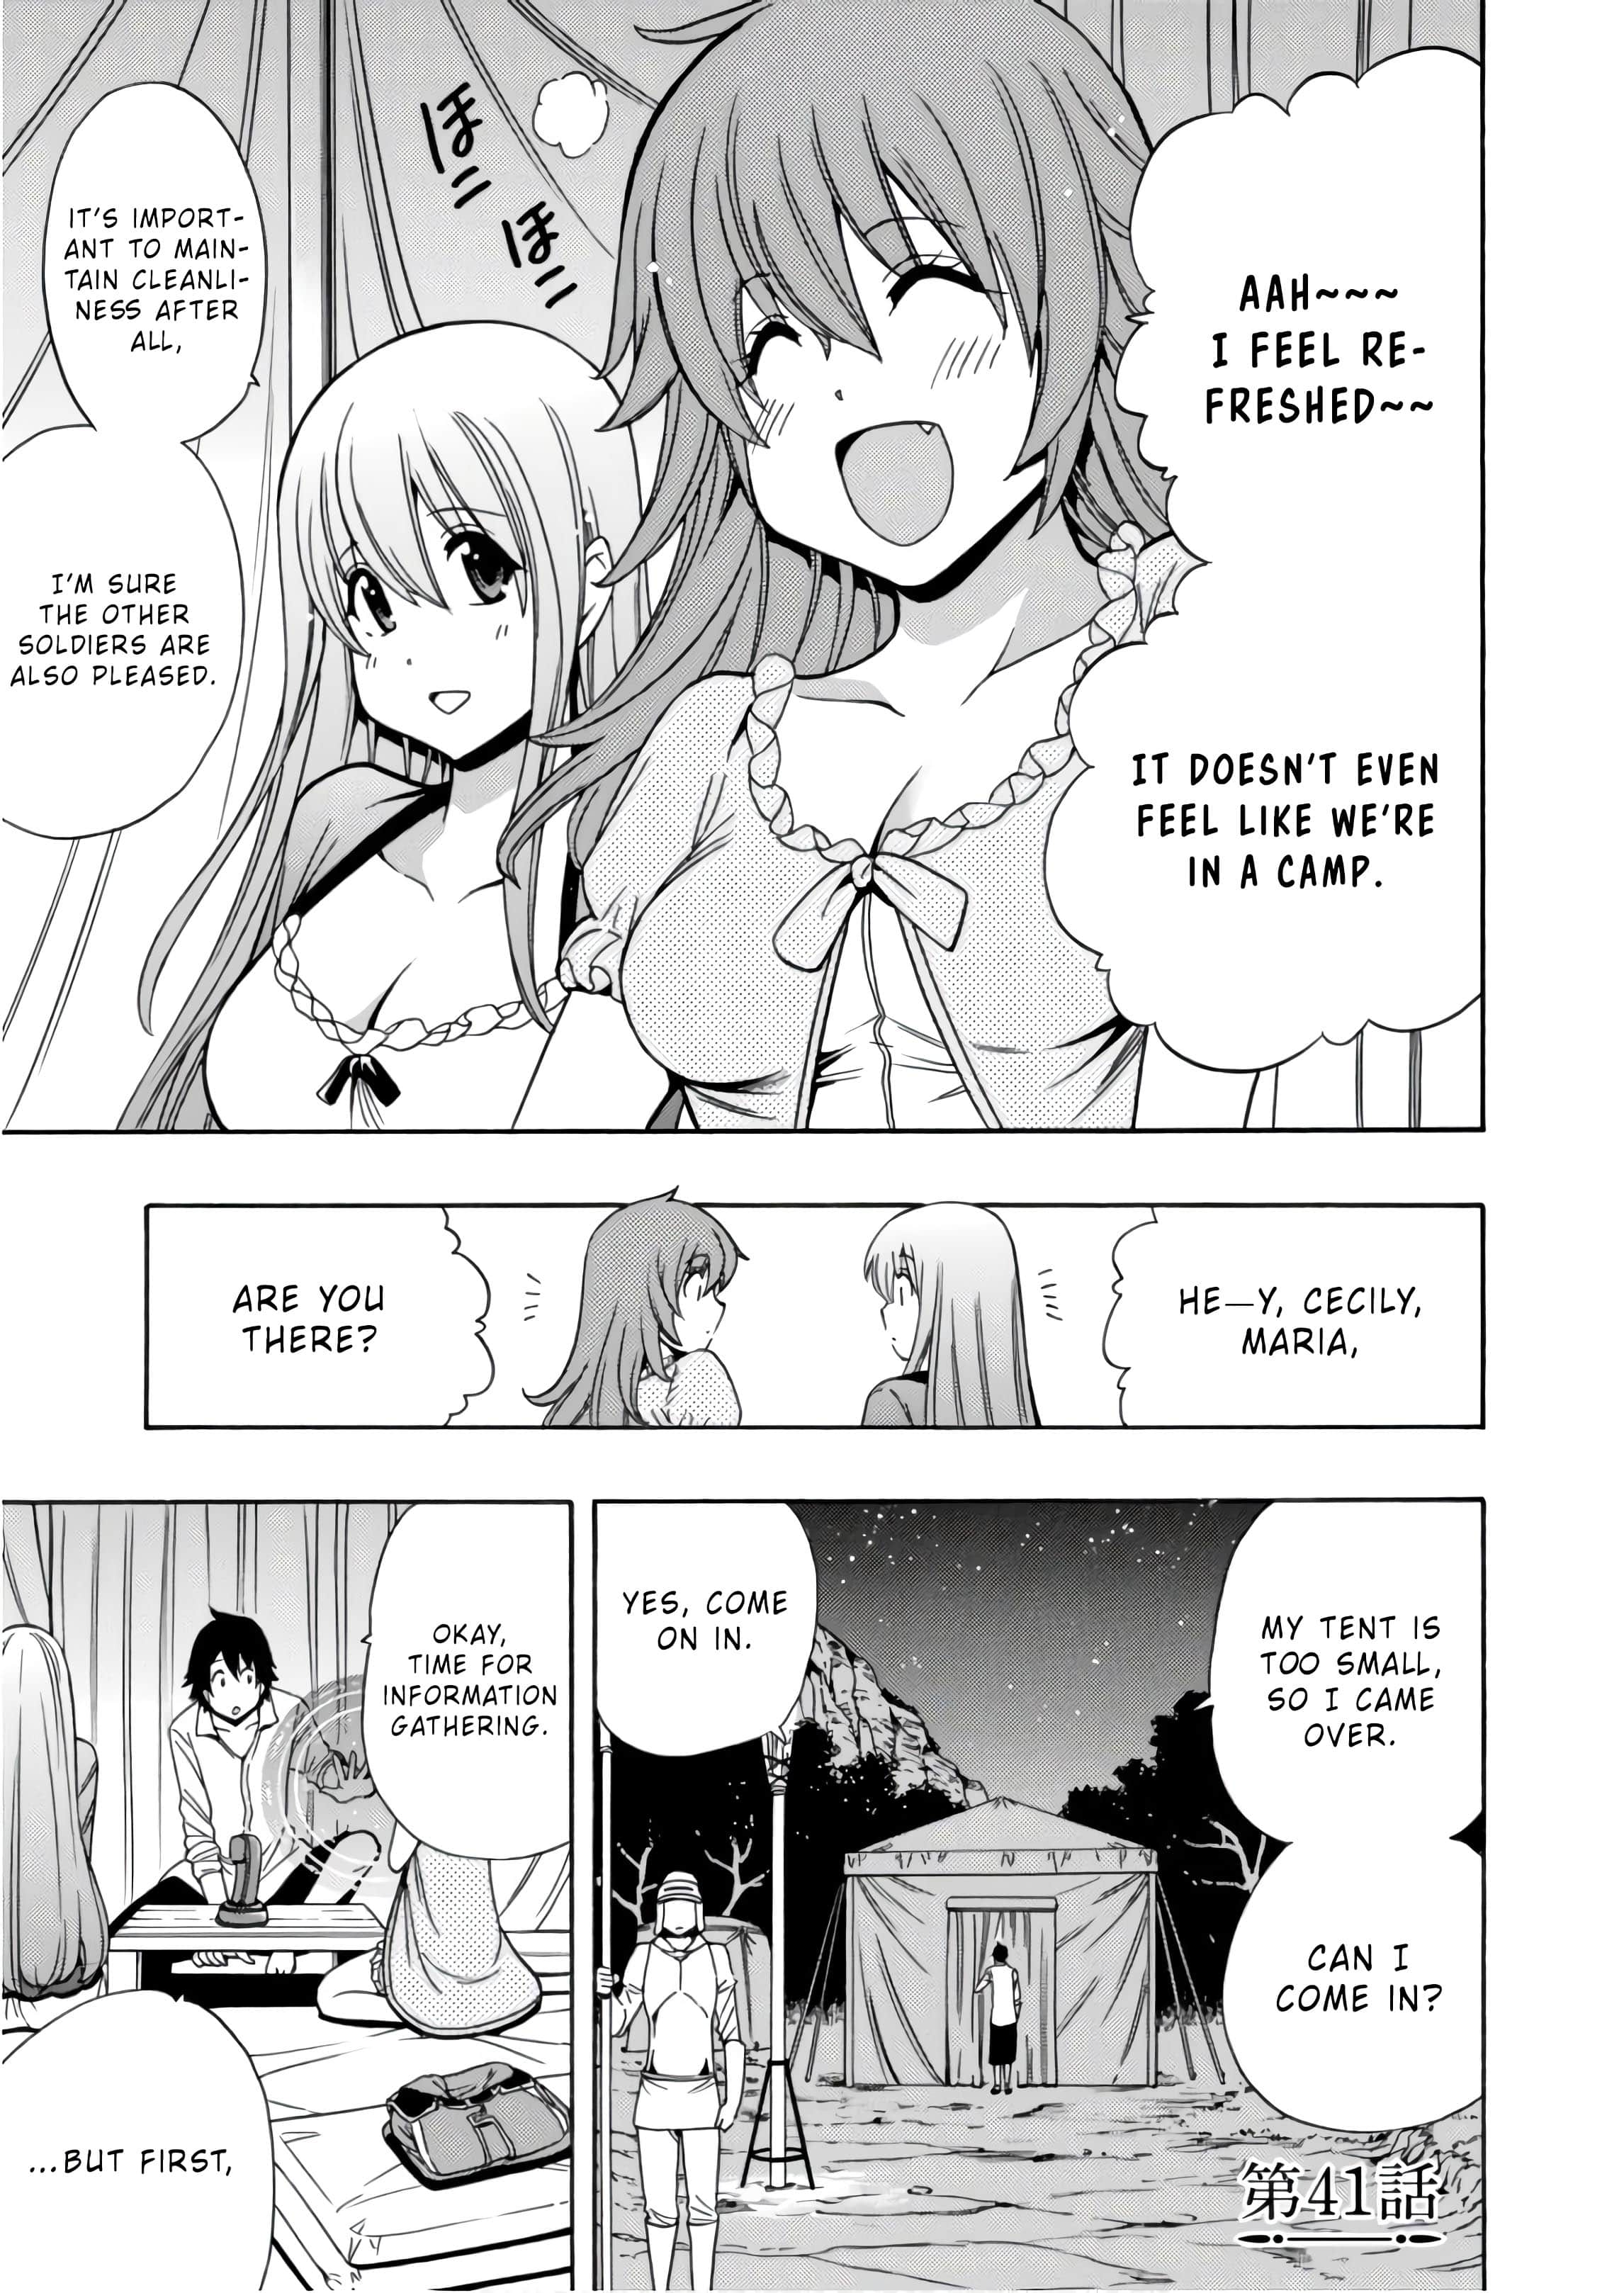 AAH~~~
I FEEL RE-
FRESHED~~
IT DOESN'T EVEN
FEEL LIKE WE'RE
IN A CAMP.
ほこ
ほこ
IT'S IMPORT-
ANT TO MAIN-
TAIN CLEANLI-
NESS AFTER
ALL,
I'M SURE
THE OTHER
SOLDIERS ARE
ALSO PLEASED.
HE—Y, CECILY,
MARIA,
ARE YOU
THERE?
MY TENT IS
TOO SMALL,
SO I CAME
OVER.
CAN I
COME IN?
YES, COME
ON IN.
第41話
OKAY,
TIME FOR
INFORMATION
GATHERING.
...BUT FIRST,